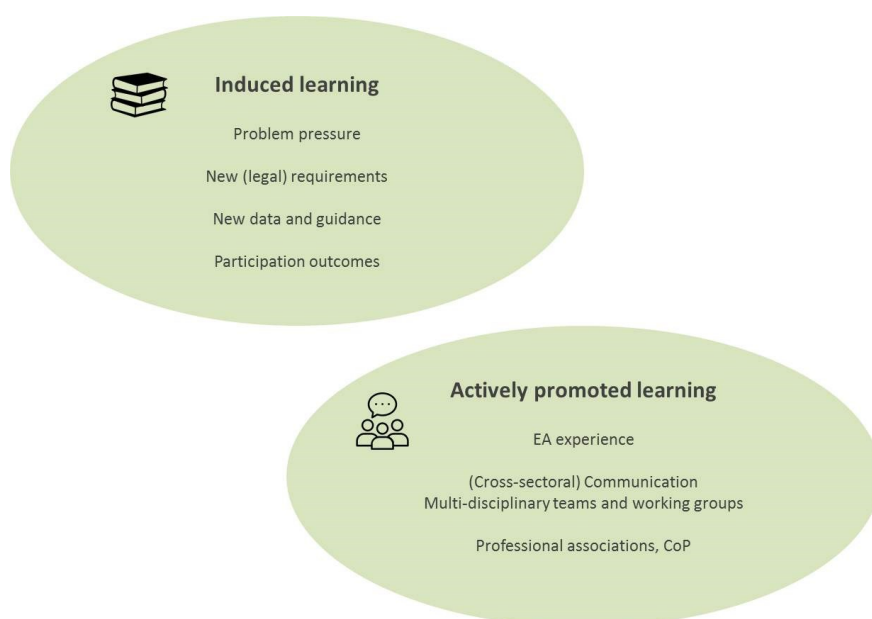 Induced learning
Problem pressure
New (legal) requirements
New data and guidance
Participation outcomes
Actively promoted learning
EA experience
(Cross-sectoral) Communication
Multi-disciplinary teams and working groups
Professional associations, CoP